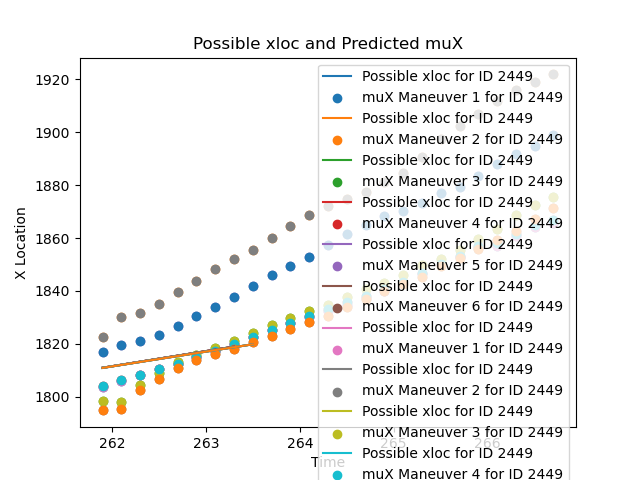 Possible xloc and Predicted muX
1920
1900
1880
1860
1840
1820
1800
X Location
262
263
264
265
266
Time
Possible xloc for ID 2449
muX Maneuver 1 for ID 2449
Possible xloc for ID 2449
muX Maneuver 2 for ID 2449
Possible xloc for ID 2449
muX Maneuver 3 for ID 2449
Possible xloc for ID 2449
muX Maneuver 4 for ID 2449
Possible xloc for ID 2449
muX Maneuver 5 for ID 2449
Possible xloc for ID 2449
muX Maneuver 6 for ID 2449
Possible xloc for ID 2449
muX Maneuver 1 for ID 2449
Possible xloc for ID 2449
muX Maneuver 2 for ID 2449
Possible xloc for ID 2449
muX Maneuver 3 for ID 2449
Possible xloc for ID 2449
muX Maneuver 4 for ID 2449